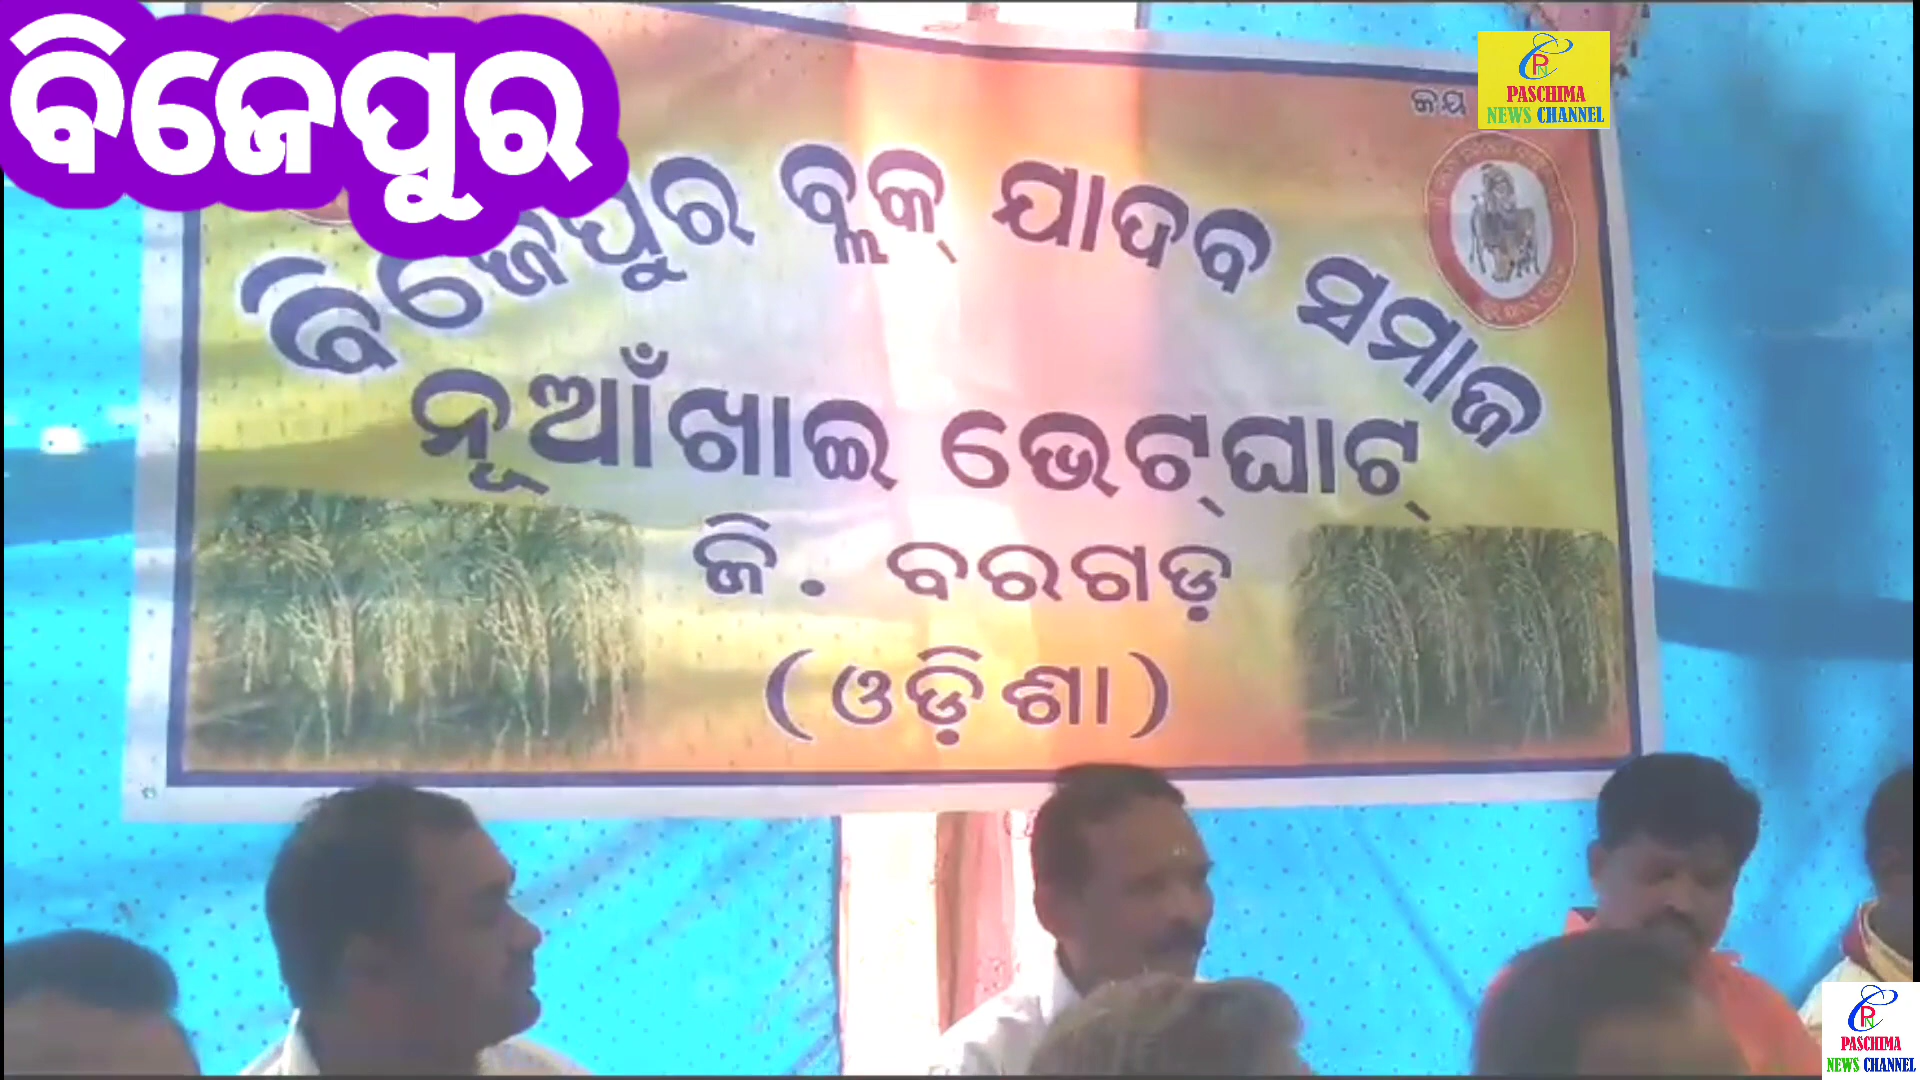 ବିଜେପୁର
PASCHIMA
NEWS CHANNEL
ଜୟ
ବିଜେପୁର ବ୍ଲକ୍ ଯାଦବ ସମାଜ
ନୂଆଁଖାଇ ଭେଟ୍‌ଘାଟ୍
ଜି. ବରଗଡ଼
(ଓଡ଼ିଶା)
PASCHIMA
NEWS CHANNEL